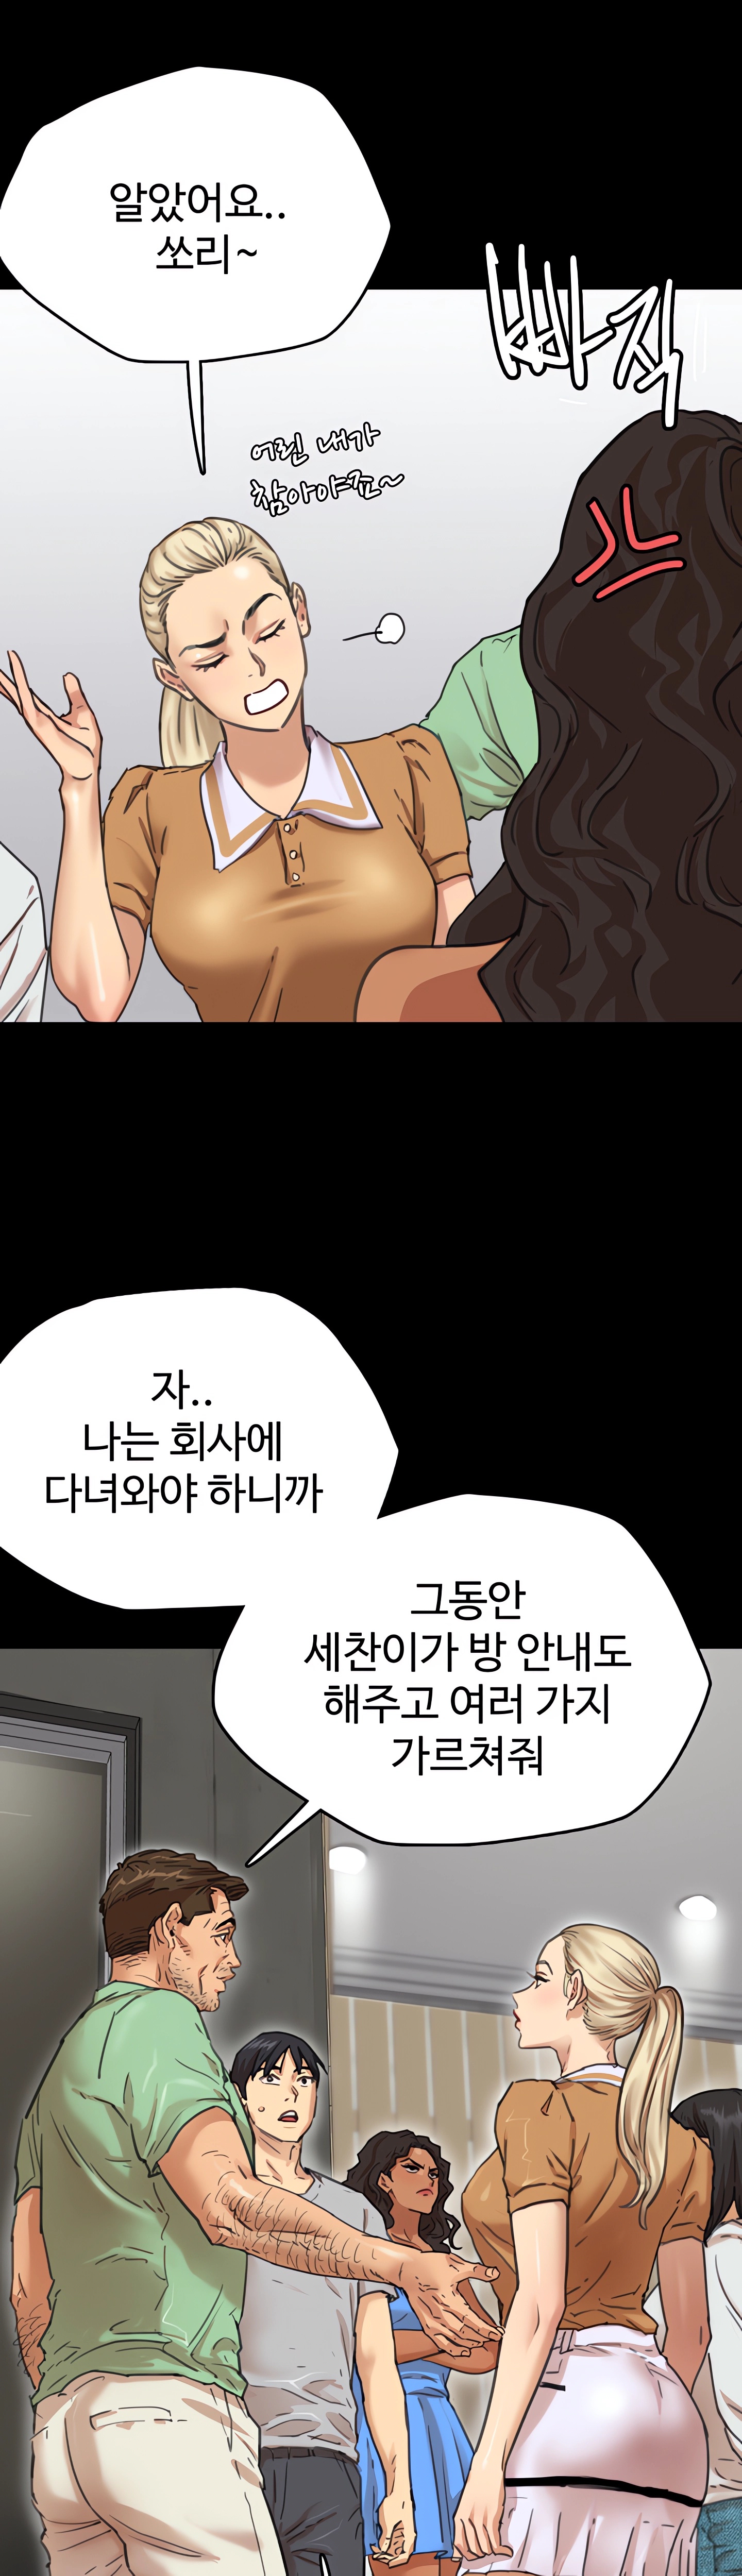 알았어요..
쏘리~
빠직
어린 내가
참아야죠~
자..
나는 회사에
다녀와야 하니까
그동안
세찬이가 방 안내도
해주고 여러 가지
가르쳐줘